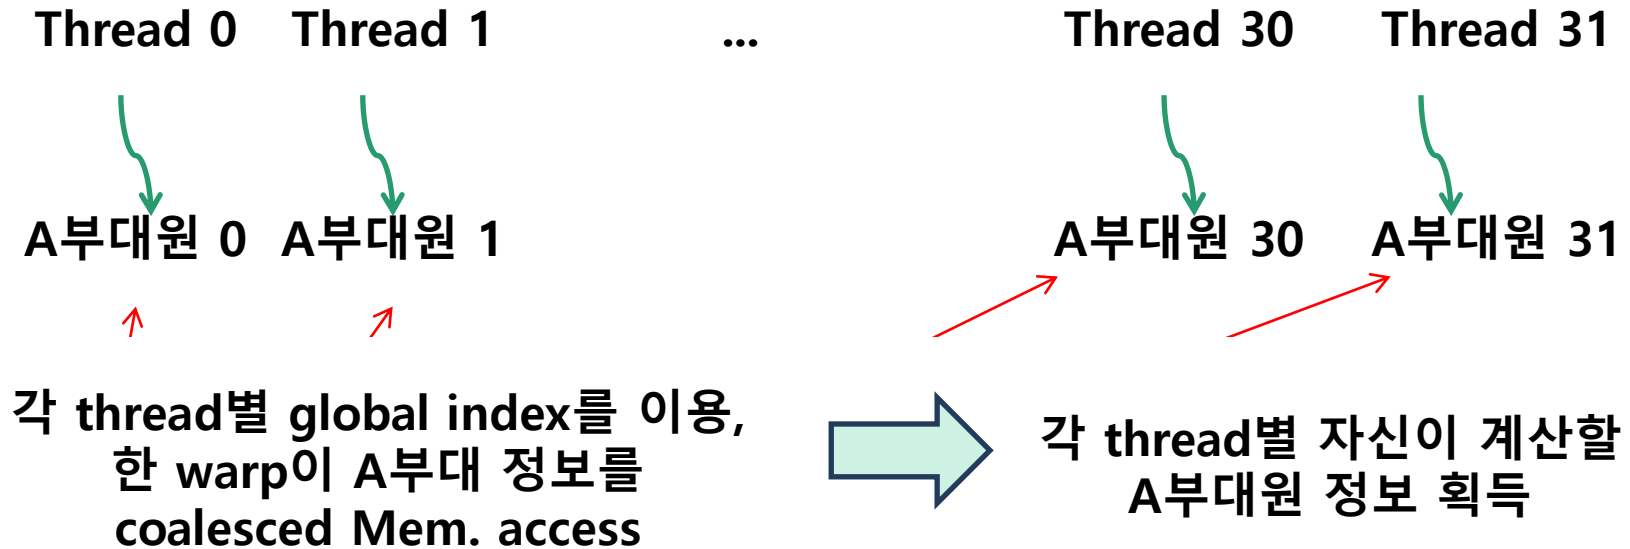 Thread 0 Thread 1 ... Thread 30 Thread 31
A부대원 0 A부대원 1 A부대원 30 A부대원 31
각 thread별 global index를 이용,
한 warp이 A부대 정보를
coalesced Mem. access
각 thread별 자신이 계산할
A부대원 정보 획득